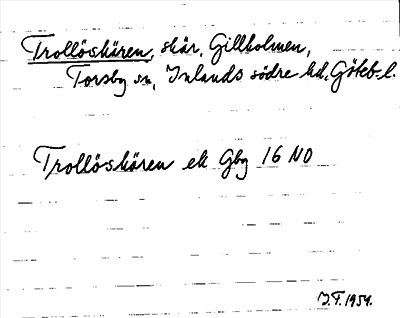 Trollöskären, skär, Gillholmen,
Torsby sn, Inlands södre hd, Göteb. l.
Trollöskären ek Gbg 16 NO
I.F. 1954.